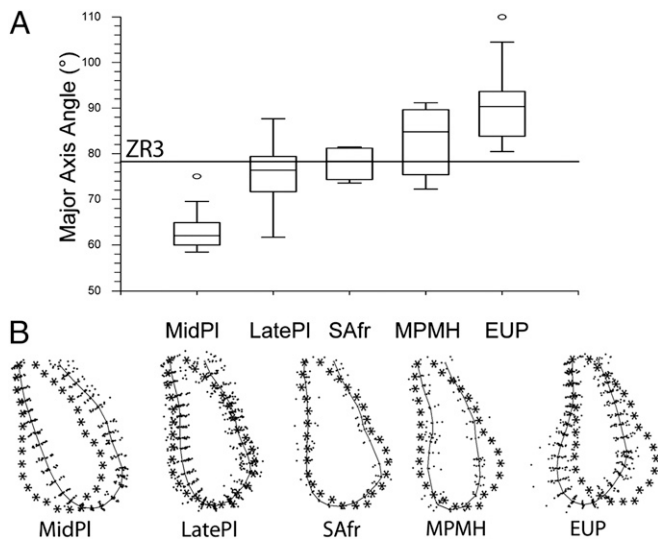 A
Major Axis Angle (°)
110
100
90
80
70
60
50
ZR3
MidPl LatePl SAfr MPMH EUP
B
MidPl LatePl SAfr MPMH EUP